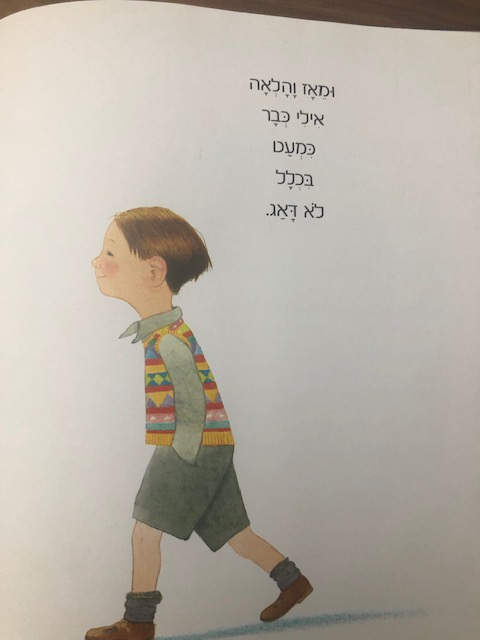 וּמֵאָז וָהָלְאָה
אִילִי כְּבָר
כִּמְעַט
בִּכְלָל
לֹא דָּאַג.